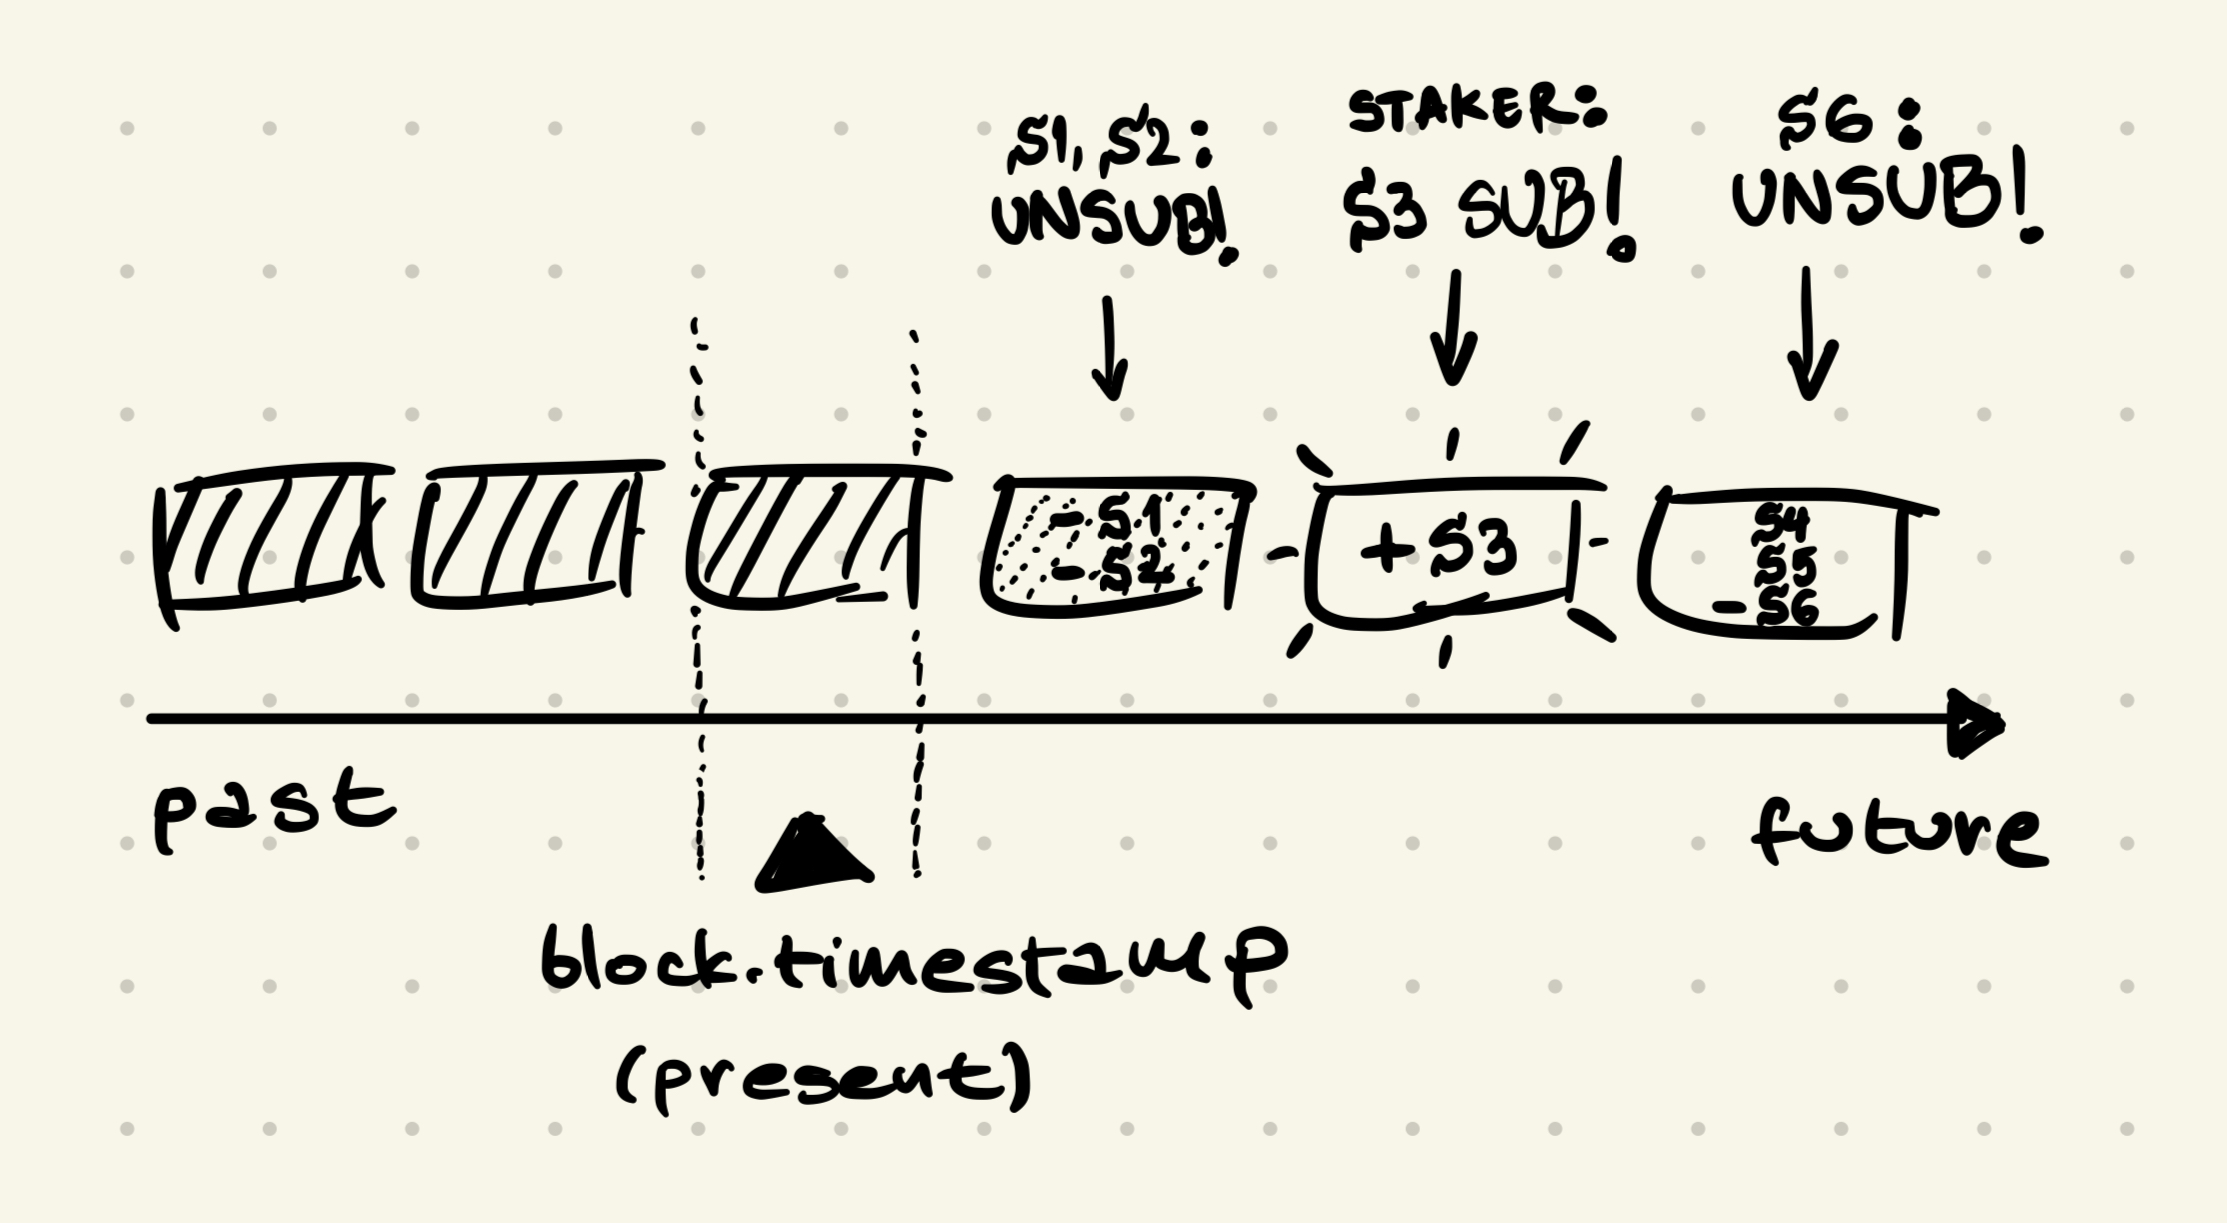 S1, S2:
UNSUB!
STAKER:
S3 SUB!
S6:
UNSUB!
- S1
- S2
+S3
S4
S5
- S6
past
future
block.timestamp
(present)